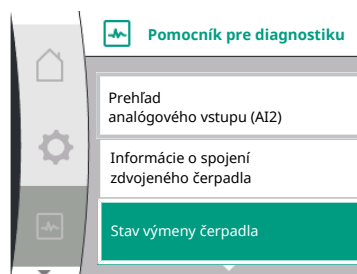 Pomocník pre diagnostiku
Prehľad
analógového vstupu (AI2)
Informácie o spojení
zdvojeného čerpadla
Stav výmeny čerpadla